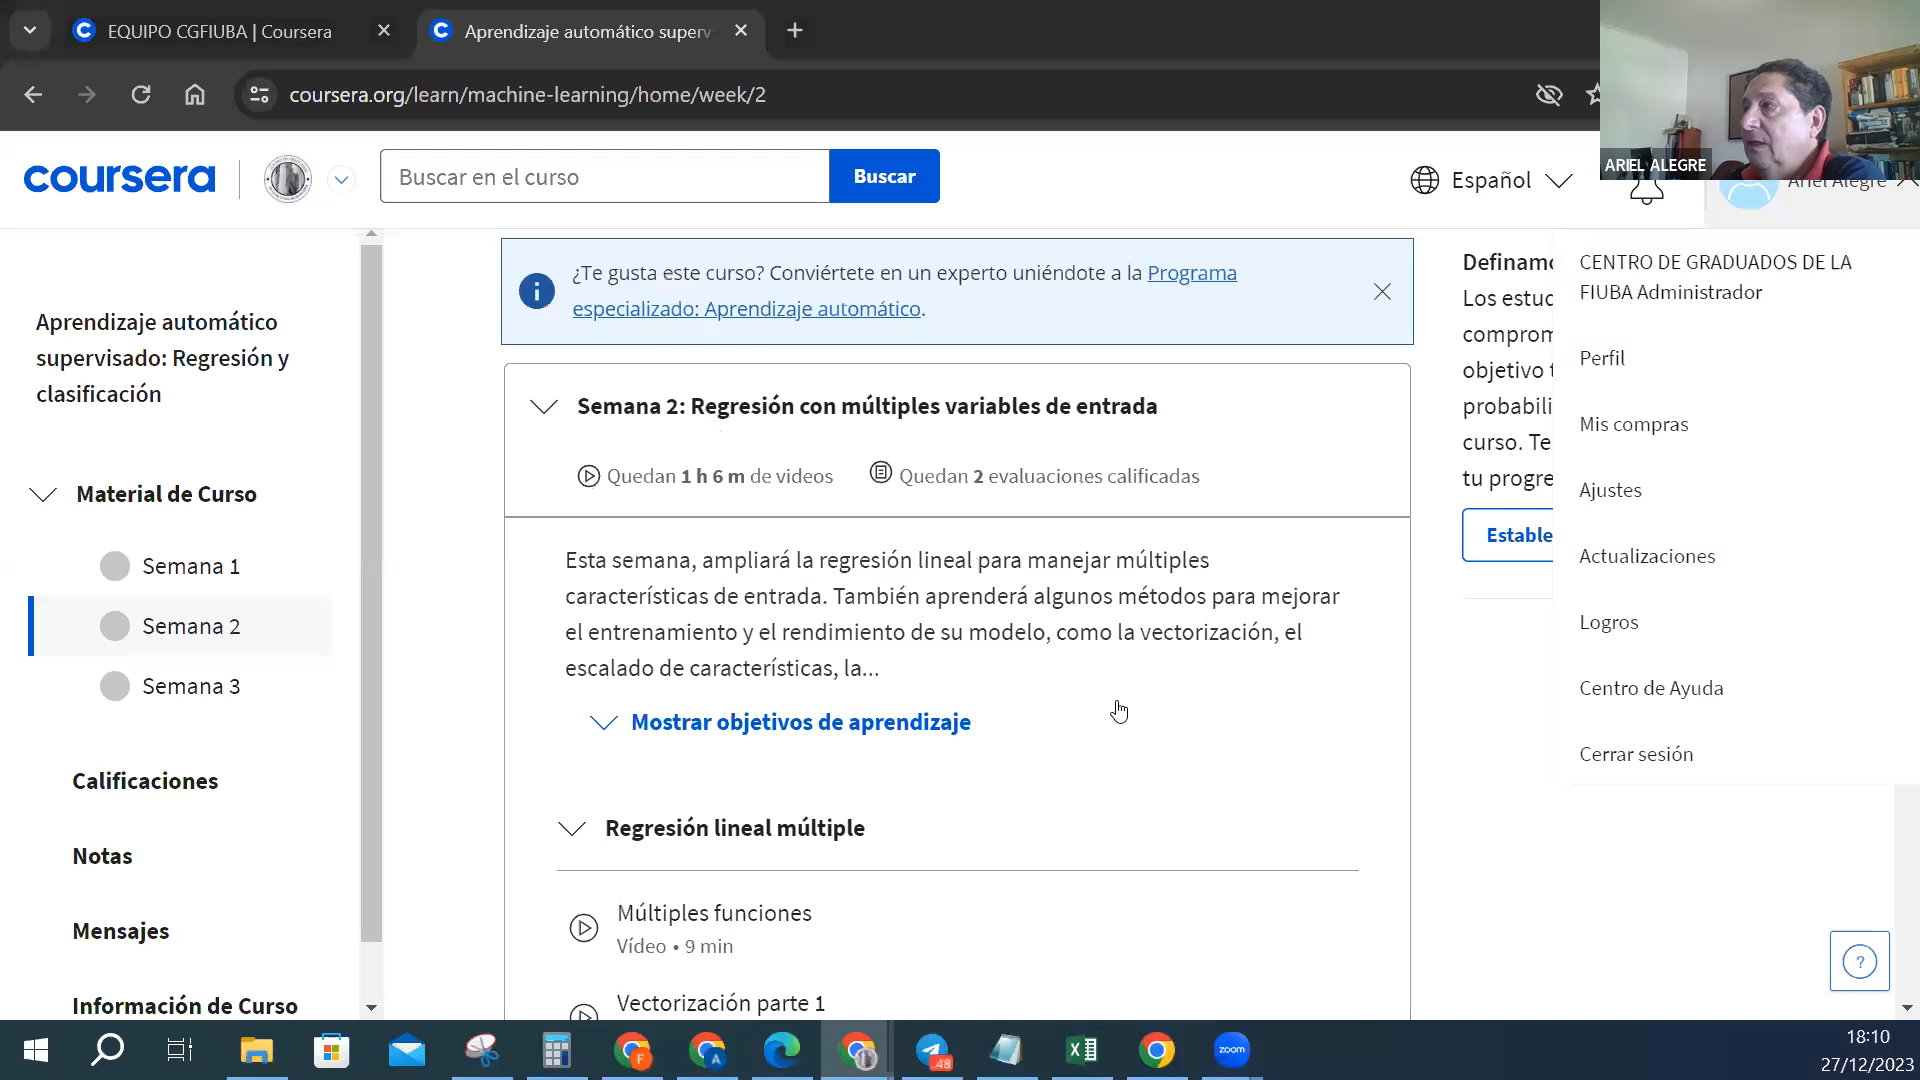 EQUIPO CGFIUBA | Coursera
Aprendizaje automático superv
coursera.org/learn/machine-learning/home/week/2
ARIEL ALEGRE
coursera
Buscar en el curso
Buscar
Español
Ariel Alegre
Aprendizaje automático
supervisado: Regresión y
clasificación
Material de Curso
Semana 1
Semana 2
Semana 3
Calificaciones
Notas
Mensajes
Información de Curso
¿Te gusta este curso? Conviértete en un experto uniéndote a la Programa
especializado: Aprendizaje automático.
Semana 2: Regresión con múltiples variables de entrada
Quedan 1 h 6 m de videos
Quedan 2 evaluaciones calificadas
Esta semana, ampliará la regresión lineal para manejar múltiples
características de entrada. También aprenderá algunos métodos para mejorar
el entrenamiento y el rendimiento de su modelo, como la vectorización, el
escalado de características, la...
Mostrar objetivos de aprendizaje
Regresión lineal múltiple
Múltiples funciones
Vídeo • 9 min
Vectorización parte 1
Definamo
Los estud
comprom
objetivo t
probabili
curso. Te
tu progre
Estable
CENTRO DE GRADUADOS DE LA
FIUBA Administrador
Perfil
Mis compras
Ajustes
Actualizaciones
Logros
Centro de Ayuda
Cerrar sesión
?
F
A
zoom
18:10
27/12/2023